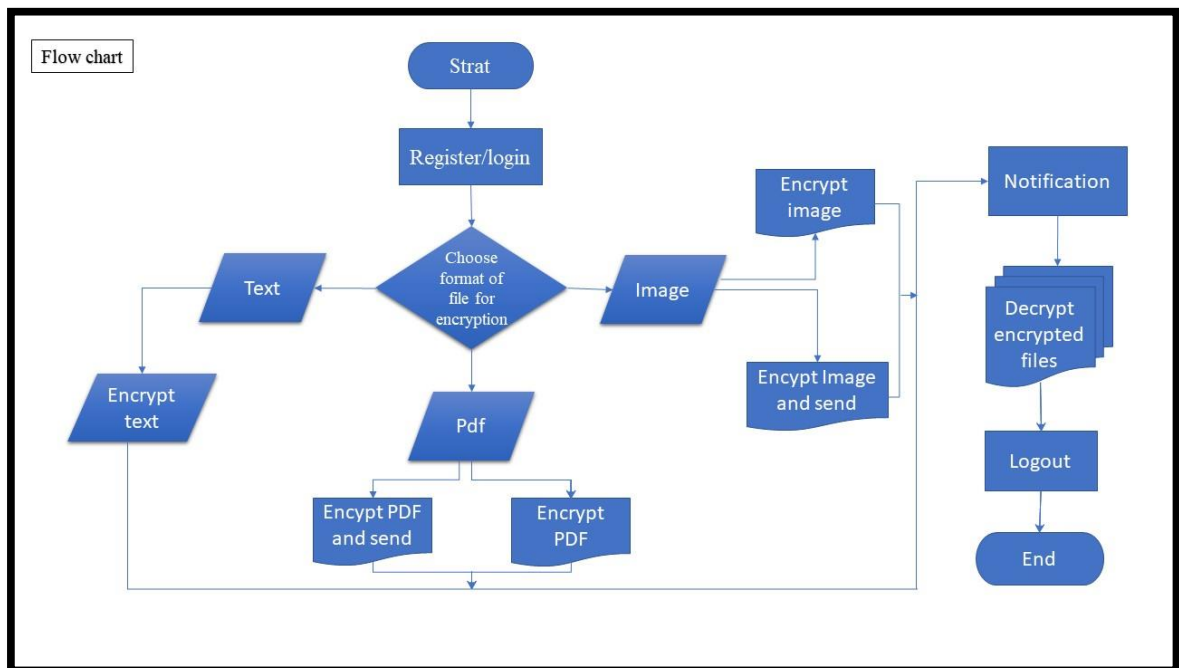 Flow chart
Strat
Register/login
Choose
format of
file for
encryption
Text
Encrypt
text
Pdf
Encypt PDF
and send
Encrypt
PDF
Image
Encrypt
image
Encypt Image
and send
Notification
Decrypt
encrypted
files
Logout
End